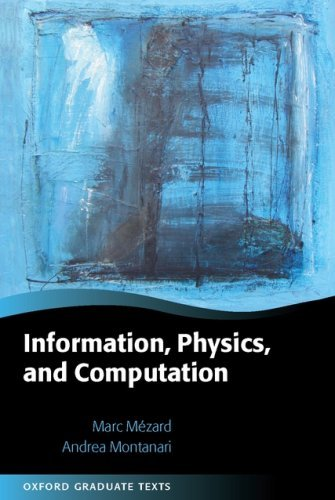 Information, Physics,
and Computation
Marc Mézard
Andrea Montanari
OXFORD GRADUATE TEXTS